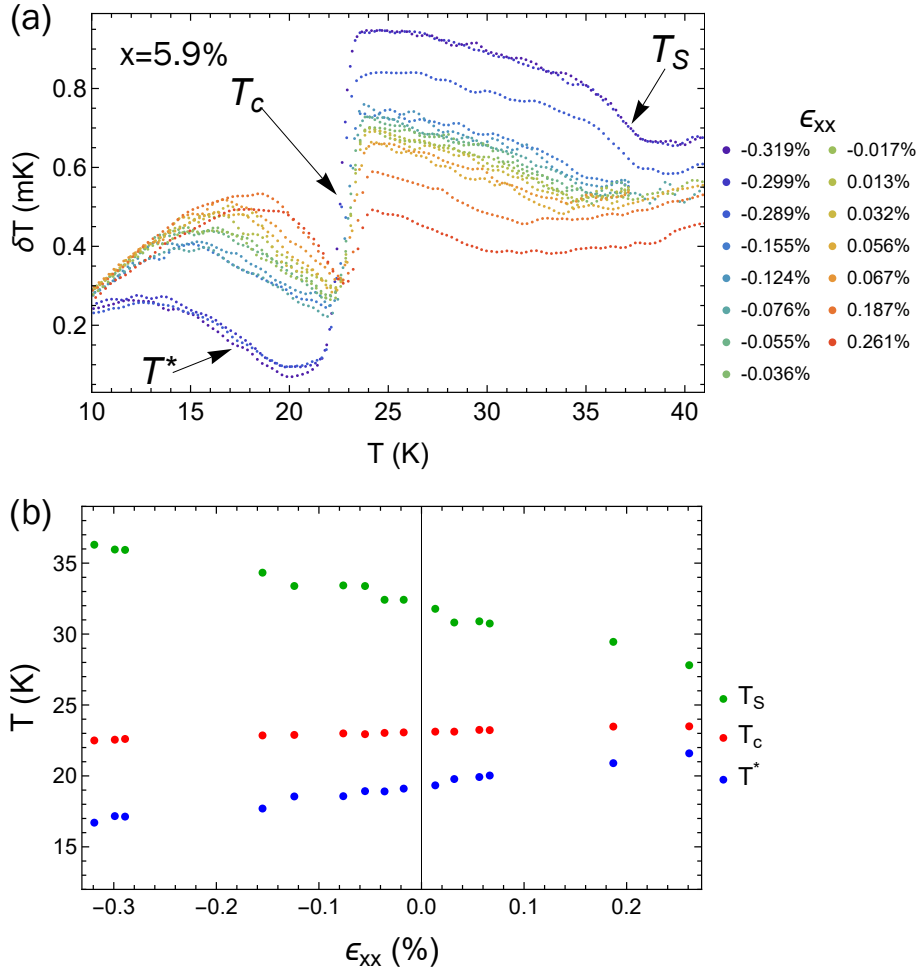 (a)
x=5.9%
T_c
T_S
T*
δT (mK)
0.8
0.6
0.4
0.2
10 15 20 25 30 35 40
T (K)
ϵ_xx
-0.319% -0.017%
-0.299% 0.013%
-0.289% 0.032%
-0.155% 0.056%
-0.124% 0.067%
-0.076% 0.187%
-0.055% 0.261%
-0.036%
(b)
T (K)
35
30
25
20
15
−0.3 −0.2 −0.1 0.0 0.1 0.2
ϵ_xx (%)
T_S
T_c
T*